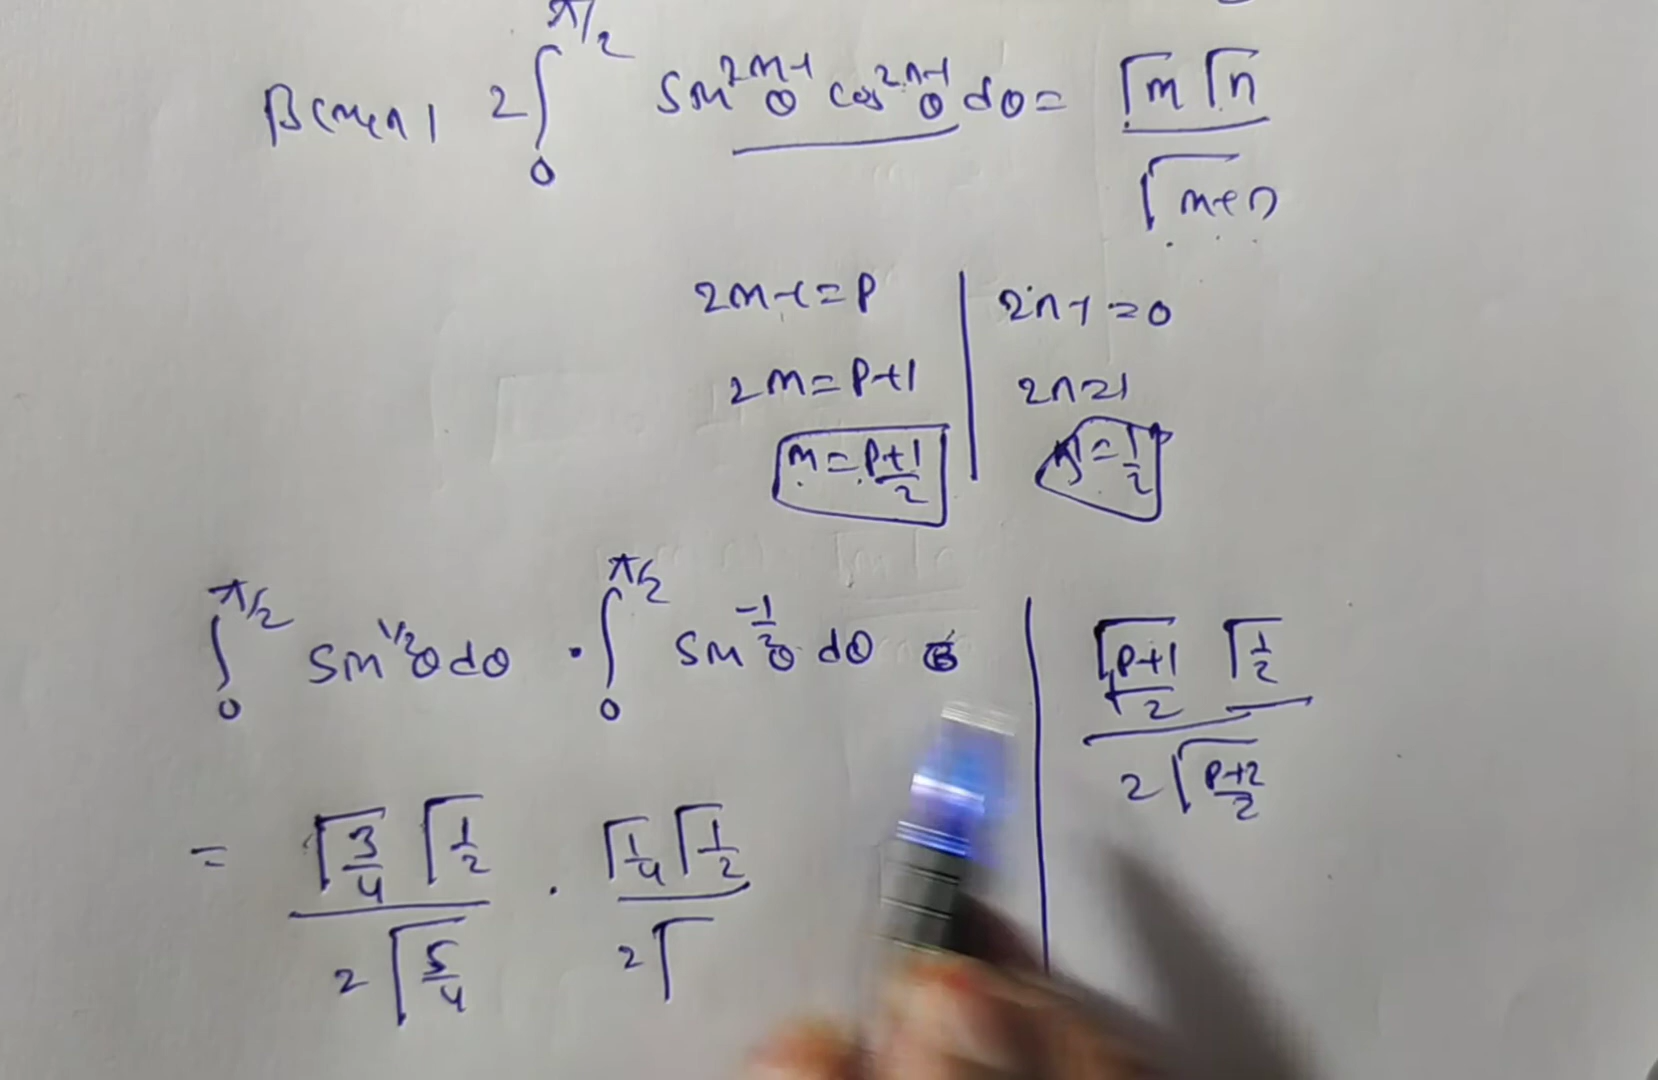 β(m,n) 2∫₀^{π/2} sin^{2m-1}θ cos^{2n-1}θ dθ = Γm Γn / Γm+n
2m-1=P | 2n-1=0
2m=P+1 | 2n=1
m=P+1/2 | n=1/2
∫₀^{π/2} sin^{1/2}θ dθ · ∫₀^{π/2} sin^{-1/2}θ dθ | Γ(P+1/2) Γ(1/2) / 2Γ(P+2/2)
= Γ(3/4) Γ(1/2) / 2Γ(5/4) · Γ(1/4) Γ(1/2) / 2Γ